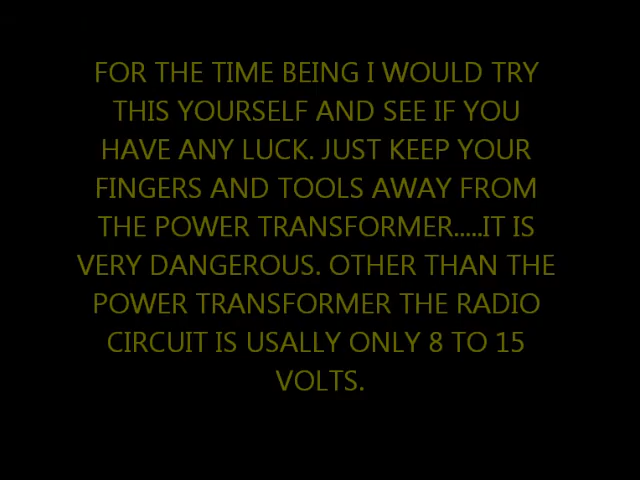 FOR THE TIME BEING I WOULD TRY
THIS YOURSELF AND SEE IF YOU
HAVE ANY LUCK. JUST KEEP YOUR
FINGERS AND TOOLS AWAY FROM
THE POWER TRANSFORMER.....IT IS
VERY DANGEROUS. OTHER THAN THE
POWER TRANSFORMER THE RADIO
CIRCUIT IS USALLY ONLY 8 TO 15
VOLTS.